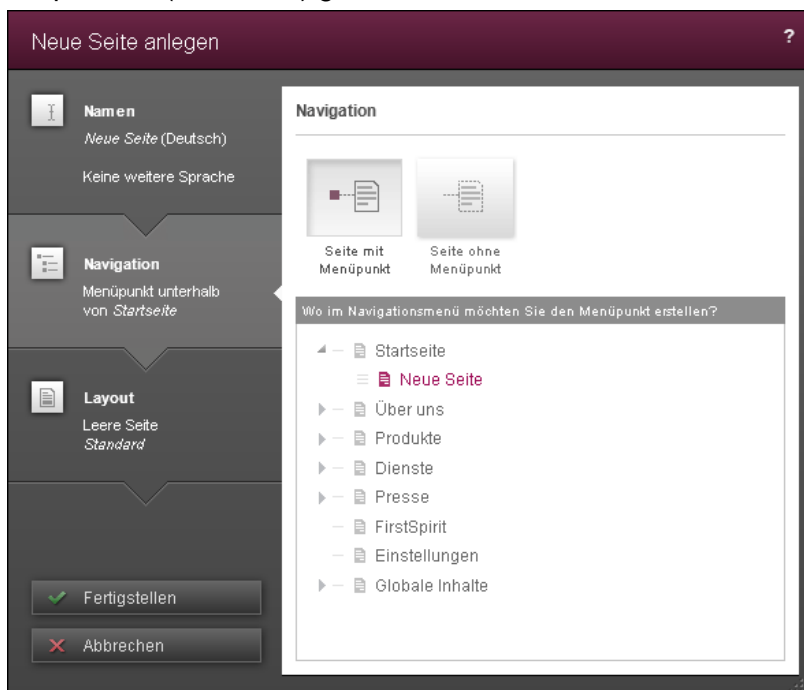 Neue Seite anlegen
?
Namen
Neue Seite (Deutsch)
Keine weitere Sprache
Navigation
Menüpunkt unterhalb
von Startseite
Layout
Leere Seite
Standard
Fertigstellen
Abbrechen
Navigation
Seite mit
Menüpunkt
Seite ohne
Menüpunkt
Wo im Navigationsmenü möchten Sie den Menüpunkt erstellen?
Startseite
Neue Seite
Über uns
Produkte
Dienste
Presse
FirstSpirit
Einstellungen
Globale Inhalte